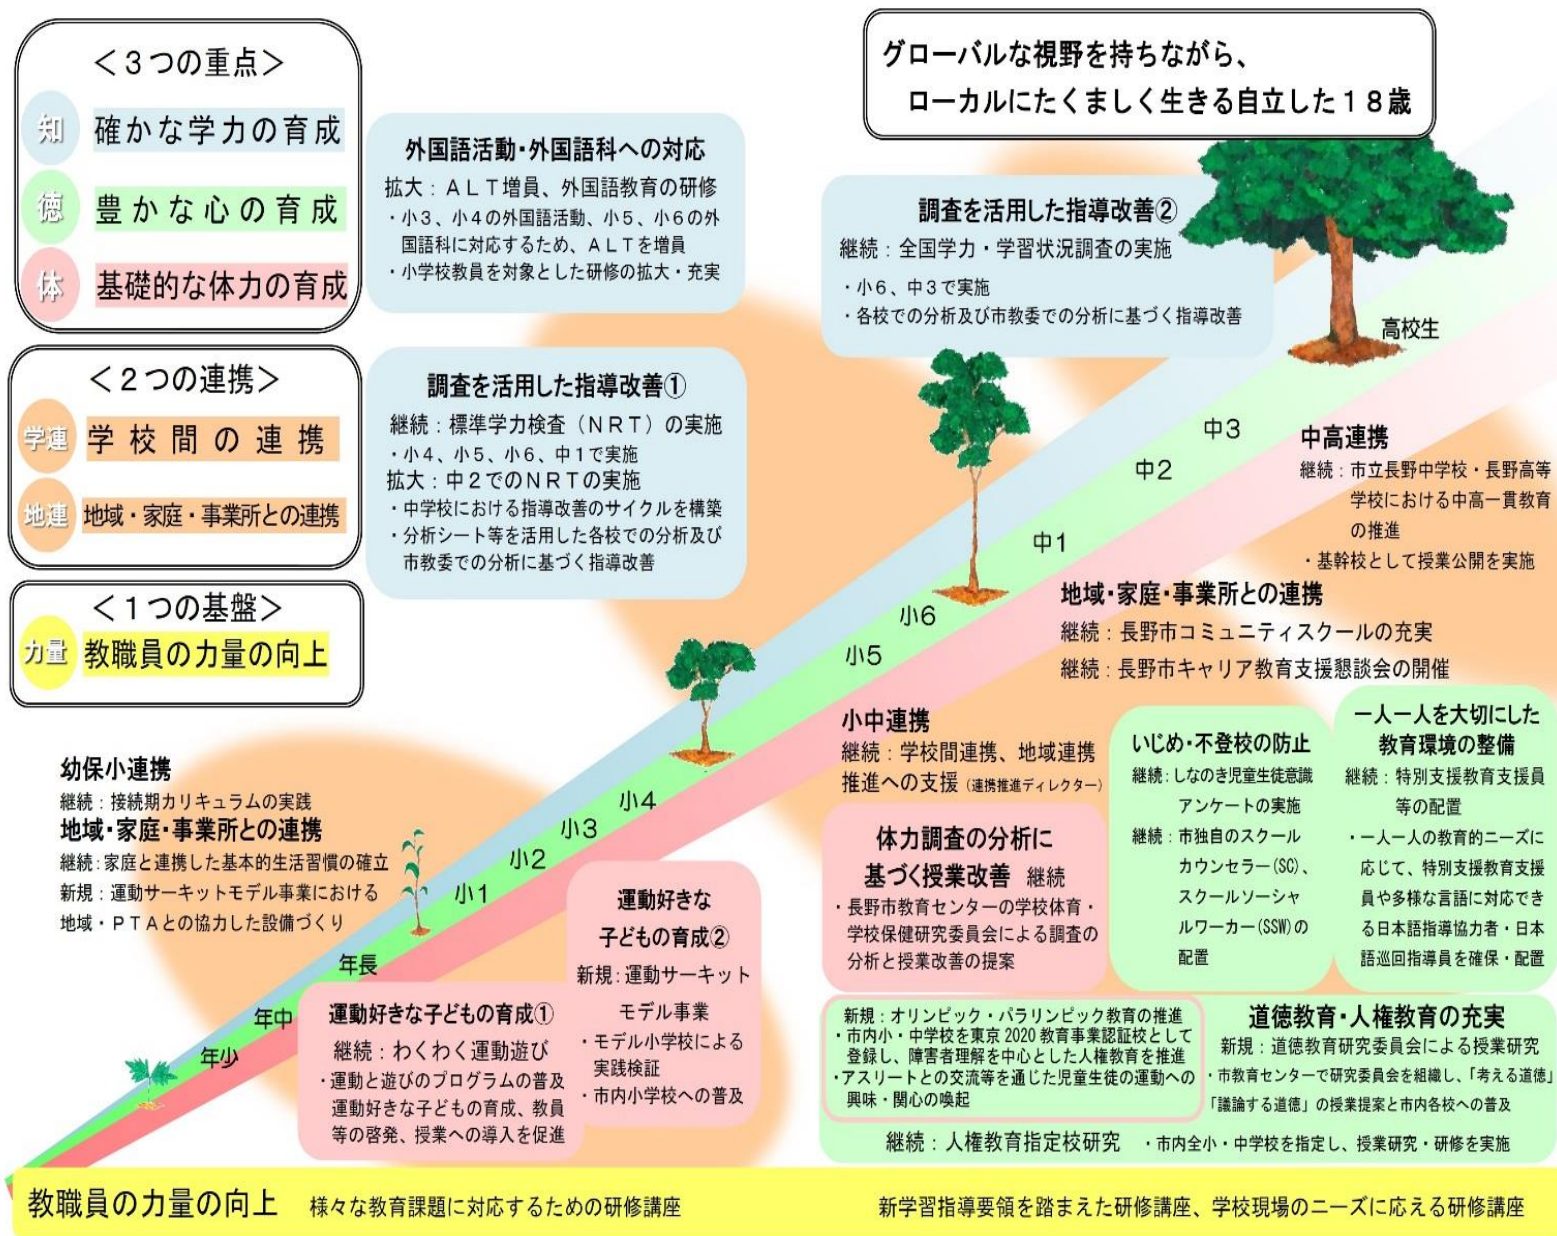 ＜３つの重点＞
知 確かな学力の育成
徳 豊かな心の育成
体 基礎的な体力の育成
＜２つの連携＞
学連 学校間の連携
地連 地域・家庭・事業所との連携
＜１つの基盤＞
力量 教職員の力量の向上
グローバルな視野を持ちながら、
ローカルにたくましく生きる自立した１８歳
外国語活動・外国語科への対応
拡大：ＡＬＴ増員、外国語教育の研修
・小３、小４の外国語活動、小５、小６の外
国語科に対応するため、ＡＬＴを増員
・小学校教員を対象とした研修の拡大・充実
調査を活用した指導改善②
継続：全国学力・学習状況調査の実施
・小６、中３で実施
・各校での分析及び市教委での分析に基づく指導改善
調査を活用した指導改善①
継続：標準学力検査（ＮＲＴ）の実施
・小４、小５、小６、中１で実施
拡大：中２でのＮＲＴの実施
・中学校における指導改善のサイクルを構築
・分析シート等を活用した各校での分析及び
市教委での分析に基づく指導改善
高校生
中３
中２
中１
小６
小５
小４
小３
小２
小１
年長
年中
年少
中高連携
継続：市立長野中学校・長野高等
学校における中高一貫教育
の推進
・基幹校として授業公開を実施
地域・家庭・事業所との連携
継続：長野市コミュニティスクールの充実
継続：長野市キャリア教育支援懇談会の開催
小中連携
継続：学校間連携、地域連携
推進への支援（連携推進ディレクター）
幼保小連携
継続：接続期カリキュラムの実践
地域・家庭・事業所との連携
継続：家庭と連携した基本的生活習慣の確立
新規：運動サーキットモデル事業における
地域・ＰＴＡとの協力した設備づくり
運動好きな子どもの育成①
継続：わくわく運動遊び
・運動と遊びのプログラムの普及
運動好きな子どもの育成、教員
等の啓発、授業への導入を促進
運動好きな
子どもの育成②
新規：運動サーキット
モデル事業
・モデル小学校による
実践検証
・市内小学校への普及
体力調査の分析に
基づく授業改善 継続
・長野市教育センターの学校体育・
学校保健研究委員会による調査の
分析と授業改善の提案
いじめ・不登校の防止
継続：しなのき児童生徒意識
アンケートの実施
継続：市独自のスクール
カウンセラー(SC)、
スクールソーシャ
ルワーカー(SSW)の
配置
一人一人を大切にした
教育環境の整備
継続：特別支援教育支援員
等の配置
・一人一人の教育的ニーズに
応じて、特別支援教育支援
員や多様な言語に対応でき
る日本語指導協力者・日本
語巡回指導員を確保・配置
新規：オリンピック・パラリンピック教育の推進
・市内小・中学校を東京2020教育事業認証校として
登録し、障害者理解を中心とした人権教育を推進
・アスリートとの交流等を通じた児童生徒の運動への
興味・関心の喚起
道徳教育・人権教育の充実
新規：道徳教育研究委員会による授業研究
・市教育センターで研究委員会を組織し、「考える道徳」
「議論する道徳」の授業提案と市内各校への普及
継続：人権教育指定校研究 ・市内全小・中学校を指定し、授業研究・研修を実施
教職員の力量の向上 様々な教育課題に対応するための研修講座 新学習指導要領を踏まえた研修講座、学校現場のニーズに応える研修講座